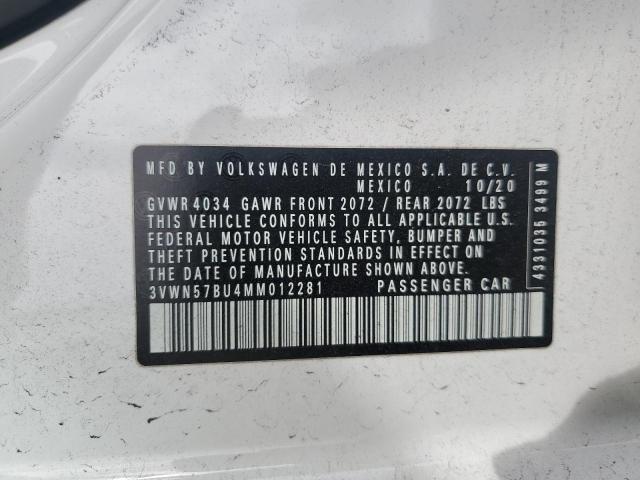 MFD BY VOLKSWAGEN DE MEXICO S.A. DE C.V.
MEXICO 10/20
GVWR 4034 GAWR FRONT 2072 / REAR 2072 LBS
THIS VEHICLE CONFORMS TO ALL APPLICABLE U.S.
FEDERAL MOTOR VEHICLE SAFETY, BUMPER AND
THEFT PREVENTION STANDARDS IN EFFECT ON
THE DATE OF MANUFACTURE SHOWN ABOVE.
3VWN57BU4MM012281 PASSENGER CAR
4331035 3499 M